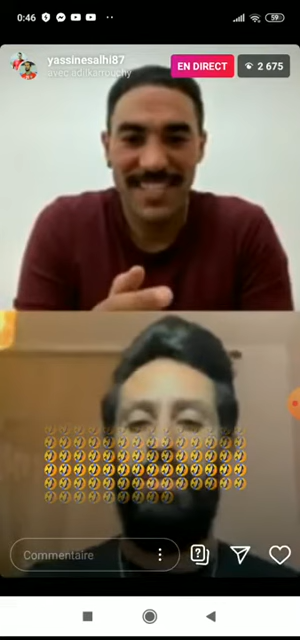 0:46
59
yassinesalhi87
avec adilkarrouchy
EN DIRECT
2 675
Commentaire